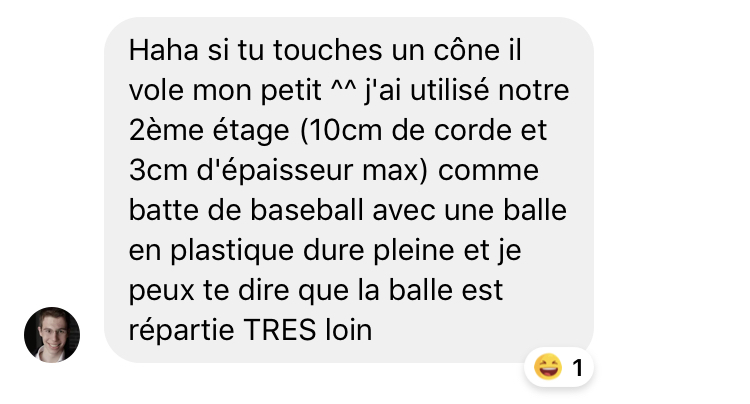 Haha si tu touches un cône il
vole mon petit ^^ j'ai utilisé notre
2ème étage (10cm de corde et
3cm d'épaisseur max) comme
batte de baseball avec une balle
en plastique dure pleine et je
peux te dire que la balle est
répartie TRES loin
1